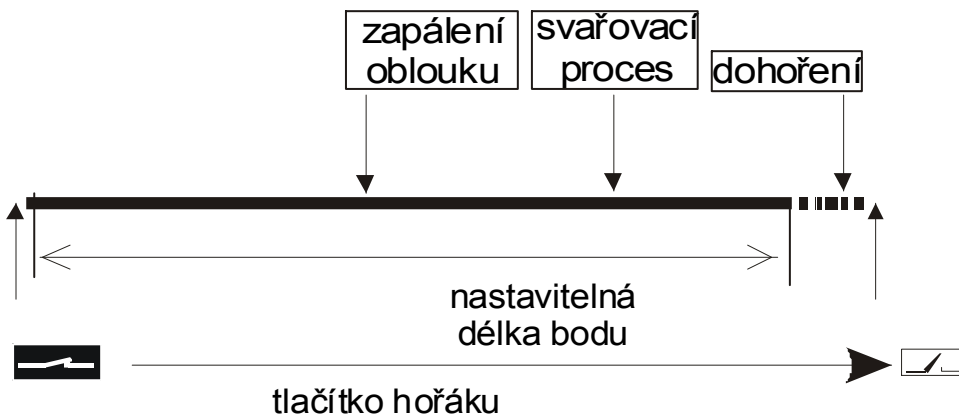 zapálení
oblouku
svařovací
proces
dohoření
nastavitelná
délka bodu
tlačítko hořáku